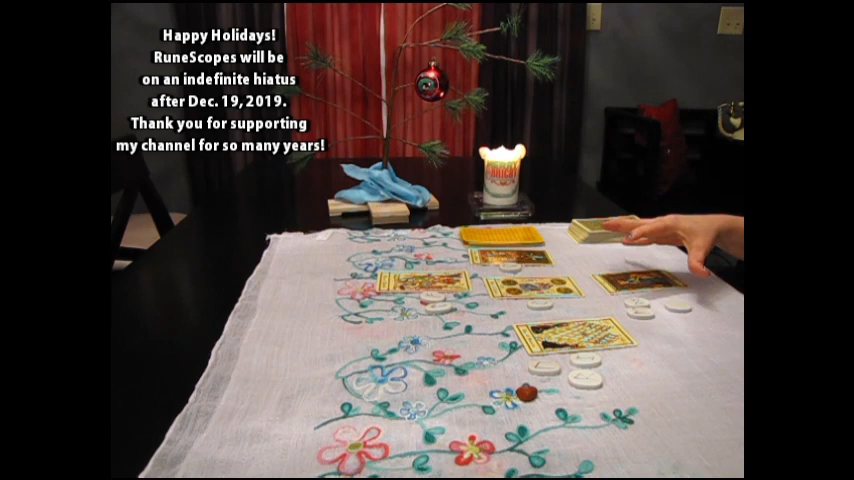 Happy Holidays!
RuneScopes will be
on an indefinite hiatus
after Dec. 19, 2019.
Thank you for supporting
my channel for so many years!